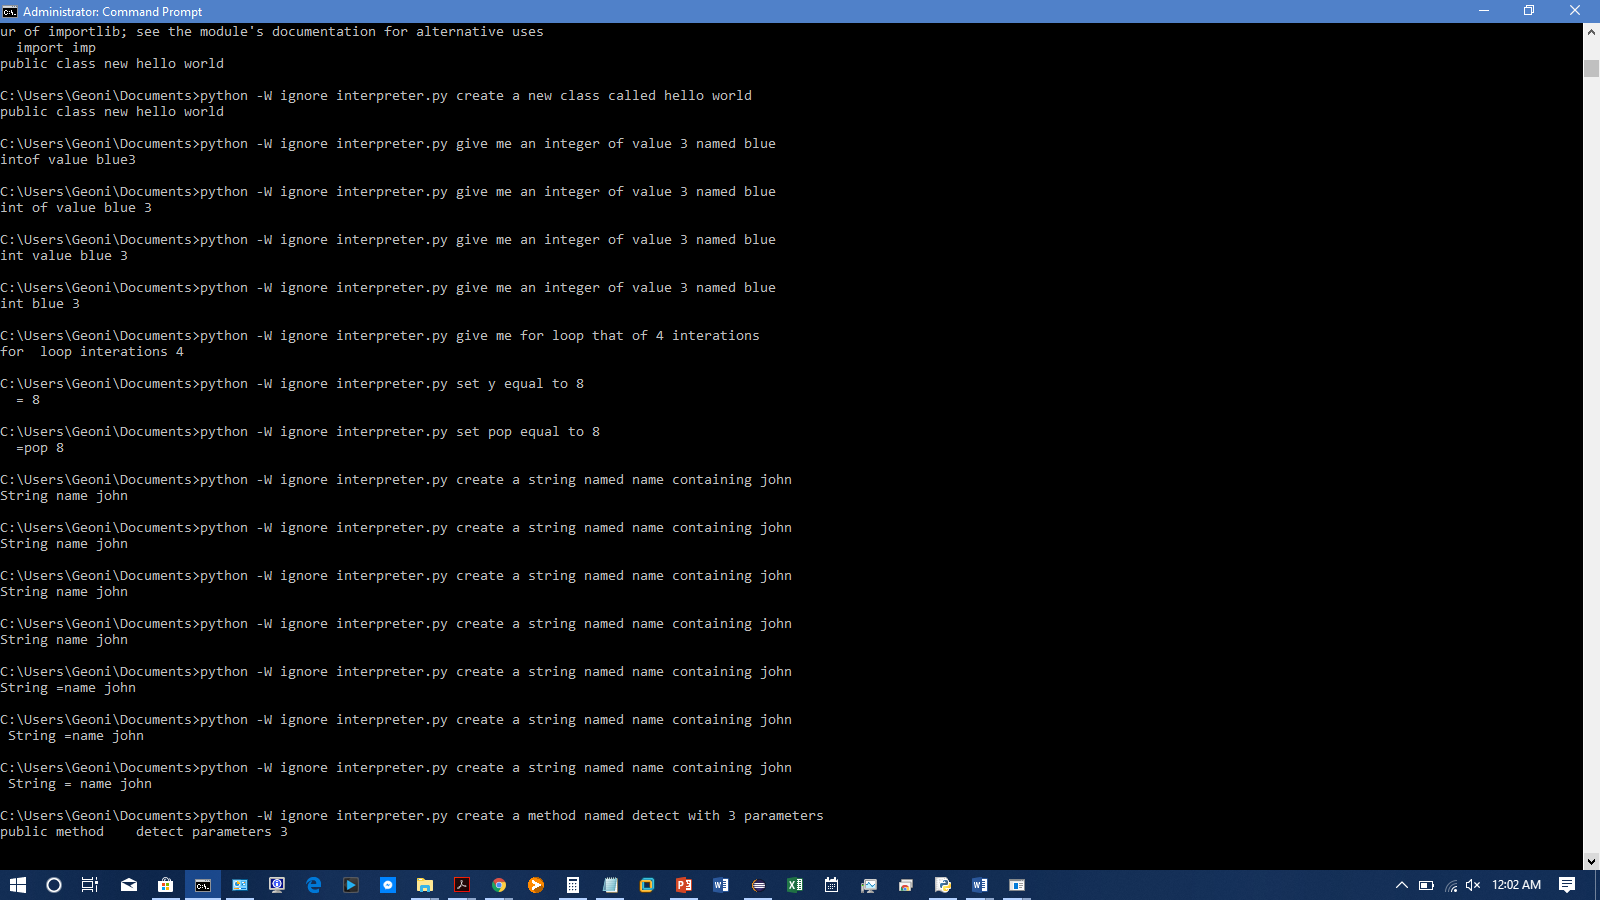 Administrator: Command Prompt
ur of importlib; see the module's documentation for alternative uses
  import imp
public class new hello world
C:\Users\Geoni\Documents>python -W ignore interpreter.py create a new class called hello world
public class new hello world
C:\Users\Geoni\Documents>python -W ignore interpreter.py give me an integer of value 3 named blue
intof value blue3
C:\Users\Geoni\Documents>python -W ignore interpreter.py give me an integer of value 3 named blue
int of value blue 3
C:\Users\Geoni\Documents>python -W ignore interpreter.py give me an integer of value 3 named blue
int value blue 3
C:\Users\Geoni\Documents>python -W ignore interpreter.py give me an integer of value 3 named blue
int blue 3
C:\Users\Geoni\Documents>python -W ignore interpreter.py give me for loop that of 4 interations
for  loop interations 4
C:\Users\Geoni\Documents>python -W ignore interpreter.py set y equal to 8
  = 8
C:\Users\Geoni\Documents>python -W ignore interpreter.py set pop equal to 8
  =pop 8
C:\Users\Geoni\Documents>python -W ignore interpreter.py create a string named name containing john
String name john
C:\Users\Geoni\Documents>python -W ignore interpreter.py create a string named name containing john
String name john
C:\Users\Geoni\Documents>python -W ignore interpreter.py create a string named name containing john
String name john
C:\Users\Geoni\Documents>python -W ignore interpreter.py create a string named name containing john
String name john
C:\Users\Geoni\Documents>python -W ignore interpreter.py create a string named name containing john
String =name john
C:\Users\Geoni\Documents>python -W ignore interpreter.py create a string named name containing john
 String =name john
C:\Users\Geoni\Documents>python -W ignore interpreter.py create a string named name containing john
 String = name john
C:\Users\Geoni\Documents>python -W ignore interpreter.py create a method named detect with 3 parameters
public method    detect parameters 3
12:02 AM